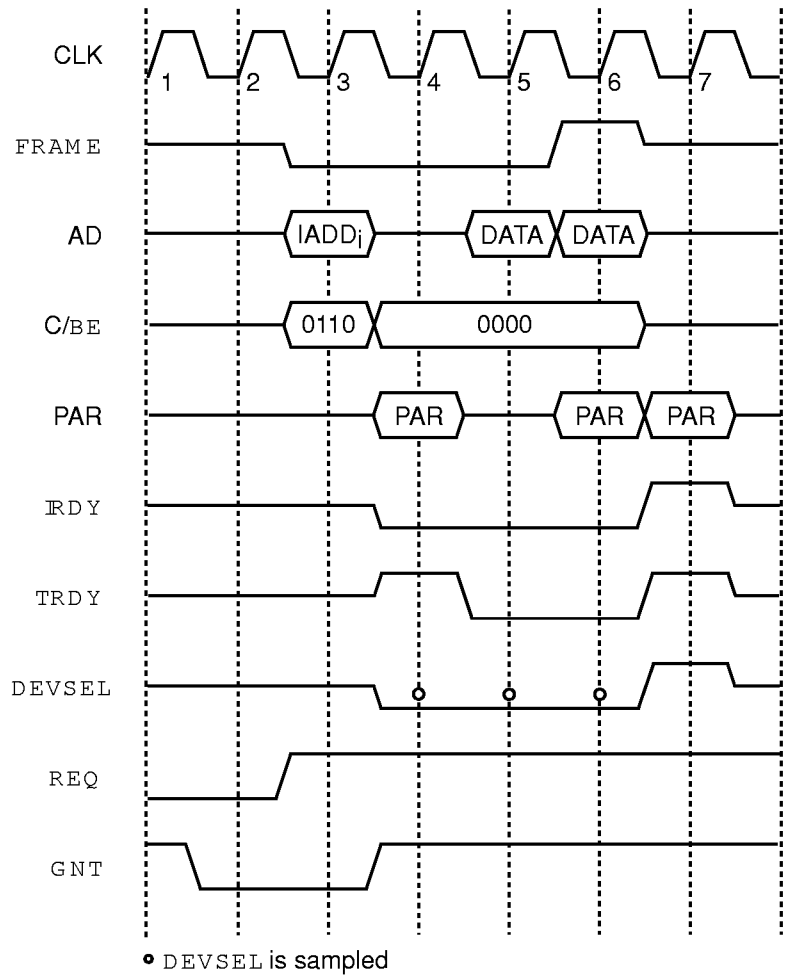 CLK
1 2 3 4 5 6 7
FRAME
AD
IADDi DATA DATA
C/BE
0110 0000
PAR
PAR PAR PAR
IRDY
TRDY
DEVSEL
REQ
GNT
DEVSEL is sampled